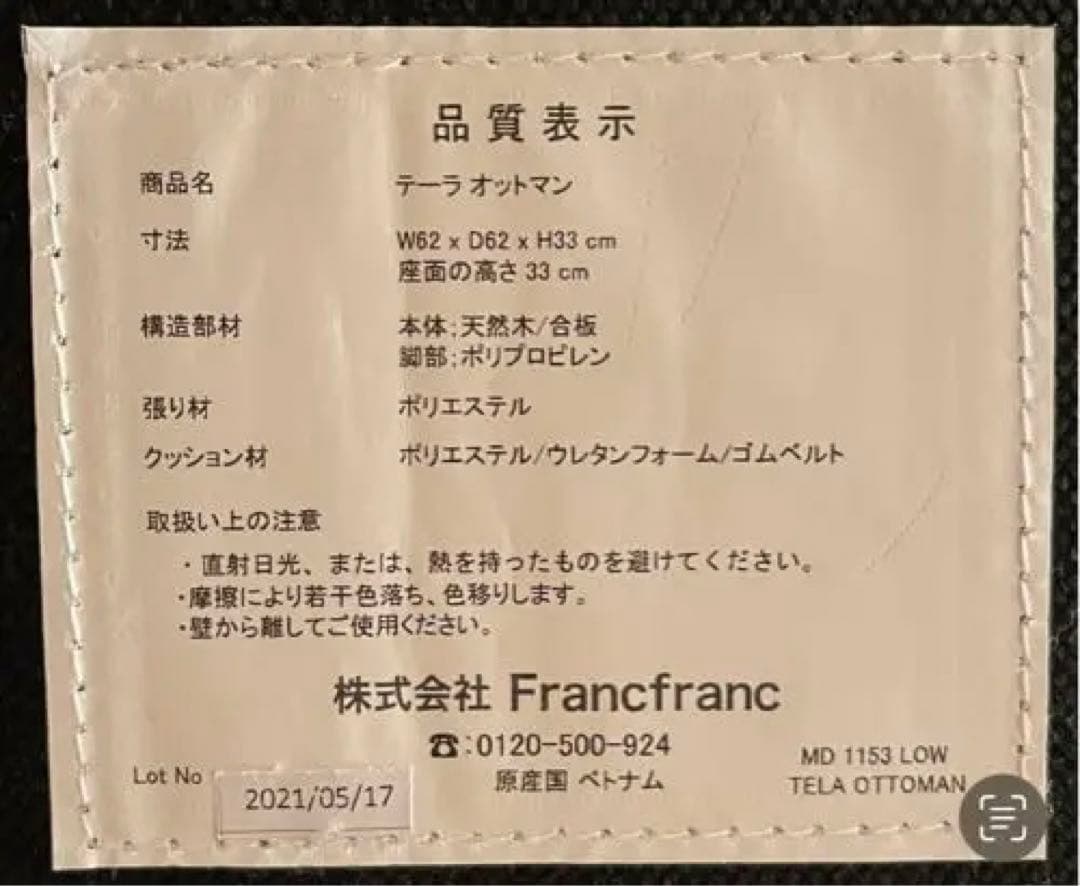 品質表示
商品名 テーラ オットマン
寸法 W62 x D62 x H33 cm
座面の高さ 33 cm
構造部材 本体;天然木/合板
脚部;ポリプロピレン
張り材 ポリエステル
クッション材 ポリエステル/ウレタンフォーム/ゴムベルト
取扱い上の注意
・直射日光、または、熱を持ったものを避けてください。
・摩擦により若干色落ち、色移りします。
・壁から離してご使用ください。
株式会社 Francfranc
☎:0120-500-924
原産国 ベトナム
Lot No 2021/05/17
MD 1153 LOW
TELA OTTOMAN